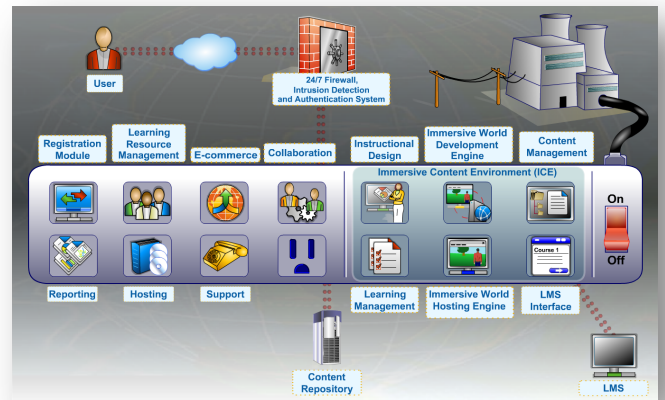 User
24/7 Firewall,
Intrusion Detection
and Authentication System
Registration
Module
Learning
Resource
Management
E-commerce
Collaboration
Instructional
Design
Immersive World
Development
Engine
Content
Management
Immersive Content Environment (ICE)
On
Off
Course 1
Reporting
Hosting
Support
Learning
Management
Immersive World
Hosting Engine
LMS
Interface
Content
Repository
LMS